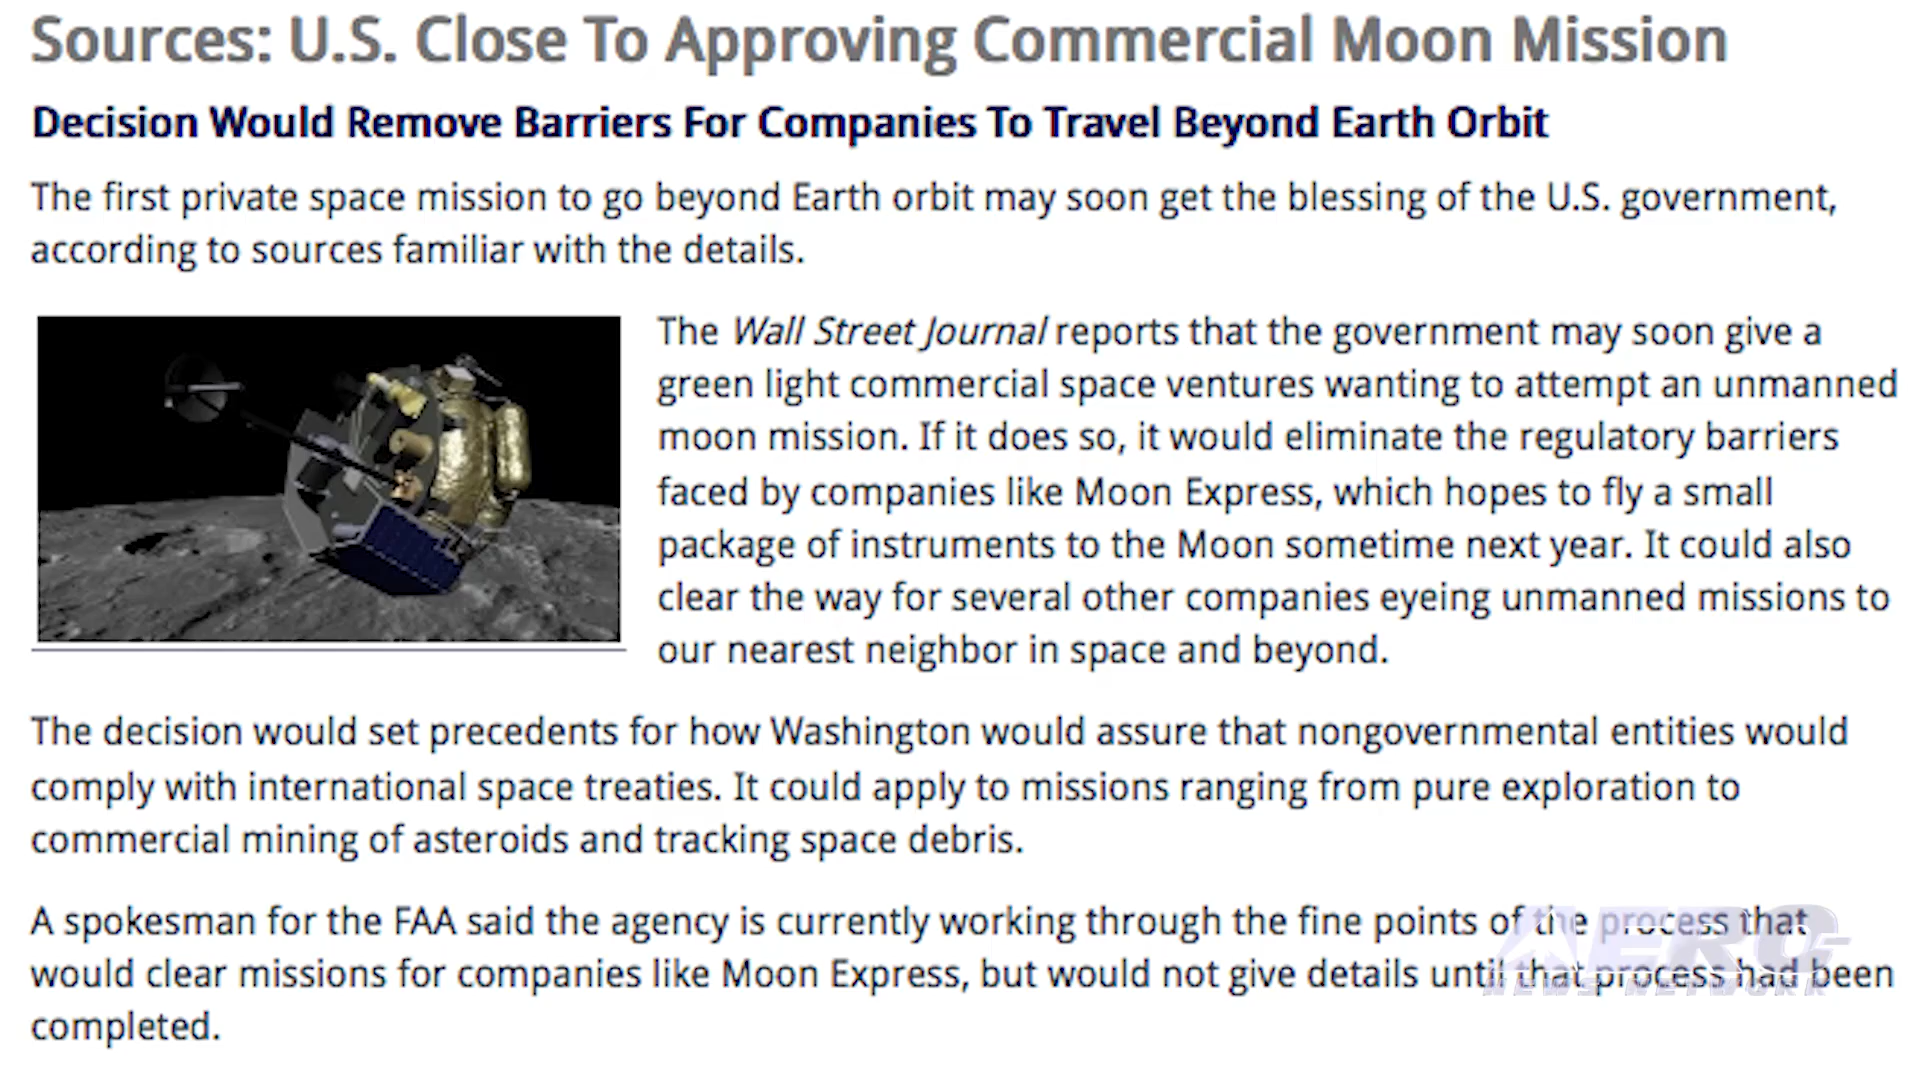 Sources: U.S. Close To Approving Commercial Moon Mission
Decision Would Remove Barriers For Companies To Travel Beyond Earth Orbit
The first private space mission to go beyond Earth orbit may soon get the blessing of the U.S. government,
according to sources familiar with the details.
The Wall Street Journal reports that the government may soon give a
green light commercial space ventures wanting to attempt an unmanned
moon mission. If it does so, it would eliminate the regulatory barriers
faced by companies like Moon Express, which hopes to fly a small
package of instruments to the Moon sometime next year. It could also
clear the way for several other companies eyeing unmanned missions to
our nearest neighbor in space and beyond.
The decision would set precedents for how Washington would assure that nongovernmental entities would
comply with international space treaties. It could apply to missions ranging from pure exploration to
commercial mining of asteroids and tracking space debris.
A spokesman for the FAA said the agency is currently working through the fine points of the process that
would clear missions for companies like Moon Express, but would not give details until that process had been
completed.
AERO
NEWS NETWORK